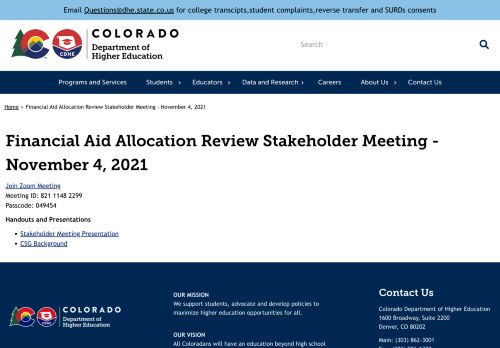 Email Questions@dhe.state.co.us for college transcipts,student complaints,reverse transfer and SURDs consents
CDHE
COLORADO
Department of
Higher Education
Search
Programs and Services
Students
Educators
Data and Research
Careers
About Us
Contact Us
Home > Financial Aid Allocation Review Stakeholder Meeting - November 4, 2021
Financial Aid Allocation Review Stakeholder Meeting -
November 4, 2021
Join Zoom Meeting
Meeting ID: 821 1148 2299
Passcode: 049454
Handouts and Presentations
• Stakeholder Meeting Presentation
• CSG Background
CDHE
COLORADO
Department of
Higher Education
OUR MISSION
We support students, advocate and develop policies to
maximize higher education opportunities for all.
OUR VISION
All Coloradans will have an education beyond high school
Contact Us
Colorado Department of Higher Education
1600 Broadway, Suite 2200
Denver, CO 80202
Main: (303) 862-3001